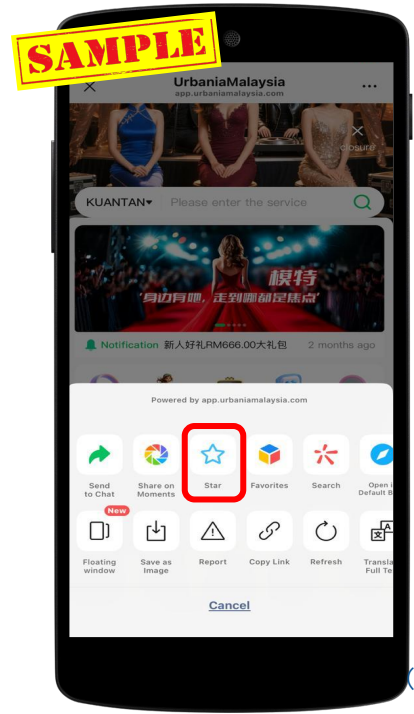 SAMPLE
UrbaniaMalaysia
app.urbaniamalaysia.com
closure
KUANTAN▾ Please enter the service
模特
'身边有她，走到哪都是焦点'
Notification 新人好礼RM666.00大礼包 2 months ago
Powered by app.urbaniamalaysia.com
Send to Chat
Share on Moments
Star
Favorites
Search
Open i
Default B
New
Floating window
Save as Image
Report
Copy Link
Refresh
Transla
Full Te
Cancel
(